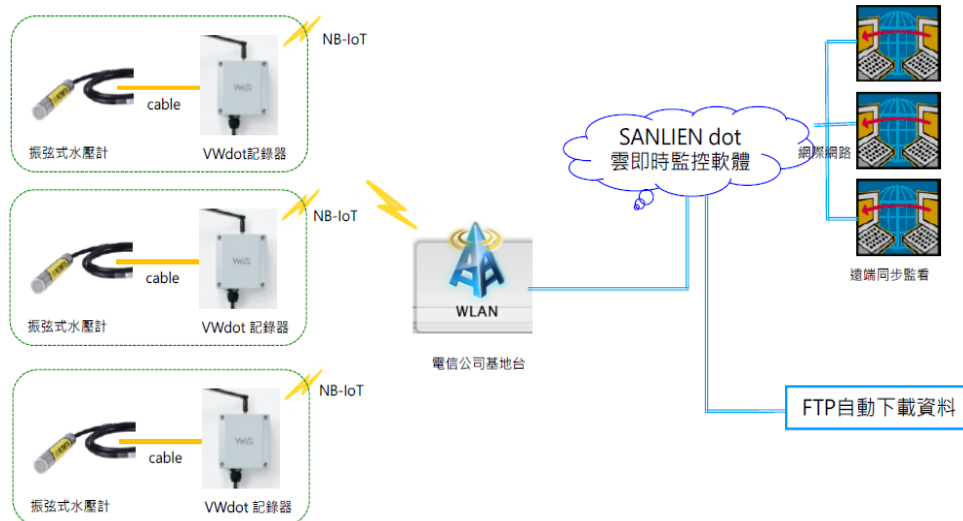 NB-IoT
cable
振弦式水壓計
VWdot記錄器
NB-IoT
cable
振弦式水壓計
VWdot 記錄器
NB-IoT
cable
振弦式水壓計
VWdot 記錄器
WLAN
電信公司基地台
SANLIEN dot
雲即時監控軟體
網際網路
遠端同步監看
FTP自動下載資料